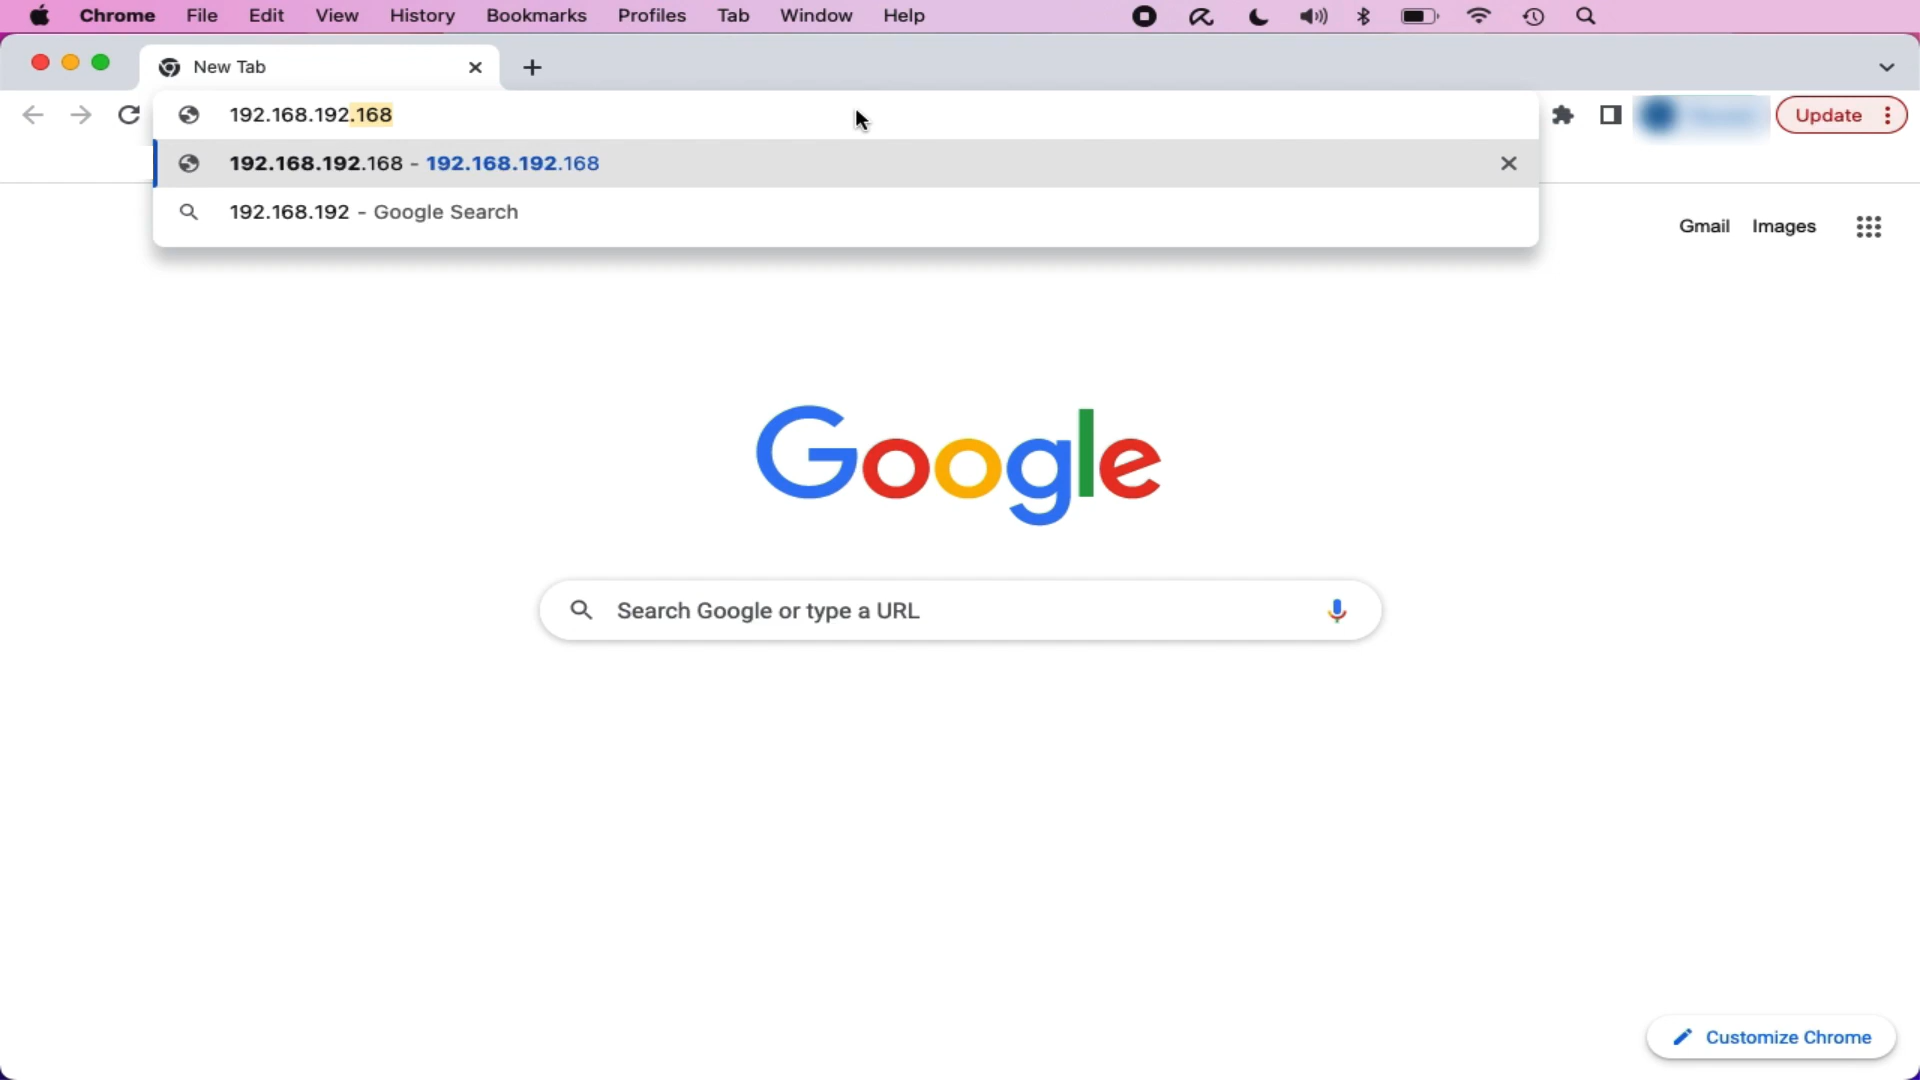 Chrome File Edit View History Bookmarks Profiles Tab Window Help
New Tab
192.168.192.168
Update
192.168.192.168 - 192.168.192.168
192.168.192 - Google Search
Gmail Images
Google
Search Google or type a URL
Customize Chrome